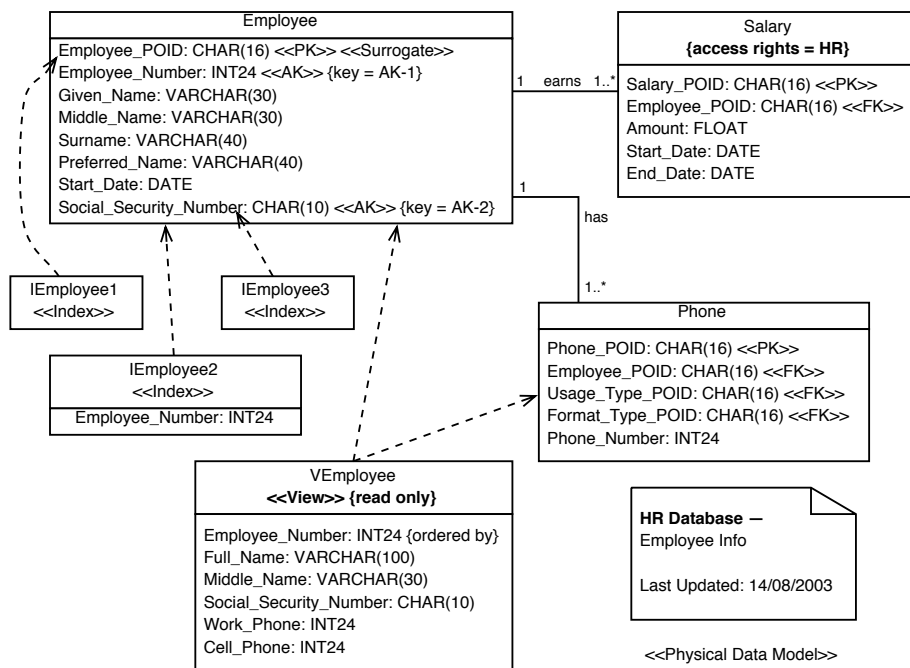 Employee
Employee_POID: CHAR(16) <<PK>> <<Surrogate>>
Employee_Number: INT24 <<AK>> {key = AK-1}
Given_Name: VARCHAR(30)
Middle_Name: VARCHAR(30)
Surname: VARCHAR(40)
Preferred_Name: VARCHAR(40)
Start_Date: DATE
Social_Security_Number: CHAR(10) <<AK>> {key = AK-2}
1 earns 1..*
Salary
{access rights = HR}
Salary_POID: CHAR(16) <<PK>>
Employee_POID: CHAR(16) <<FK>>
Amount: FLOAT
Start_Date: DATE
End_Date: DATE
1
has
1..*
IEmployee1
<<Index>>
IEmployee3
<<Index>>
IEmployee2
<<Index>>
Employee_Number: INT24
Phone
Phone_POID: CHAR(16) <<PK>>
Employee_POID: CHAR(16) <<FK>>
Usage_Type_POID: CHAR(16) <<FK>>
Format_Type_POID: CHAR(16) <<FK>>
Phone_Number: INT24
VEmployee
<<View>> {read only}
Employee_Number: INT24 {ordered by}
Full_Name: VARCHAR(100)
Middle_Name: VARCHAR(30)
Social_Security_Number: CHAR(10)
Work_Phone: INT24
Cell_Phone: INT24
HR Database —
Employee Info
Last Updated: 14/08/2003
<<Physical Data Model>>